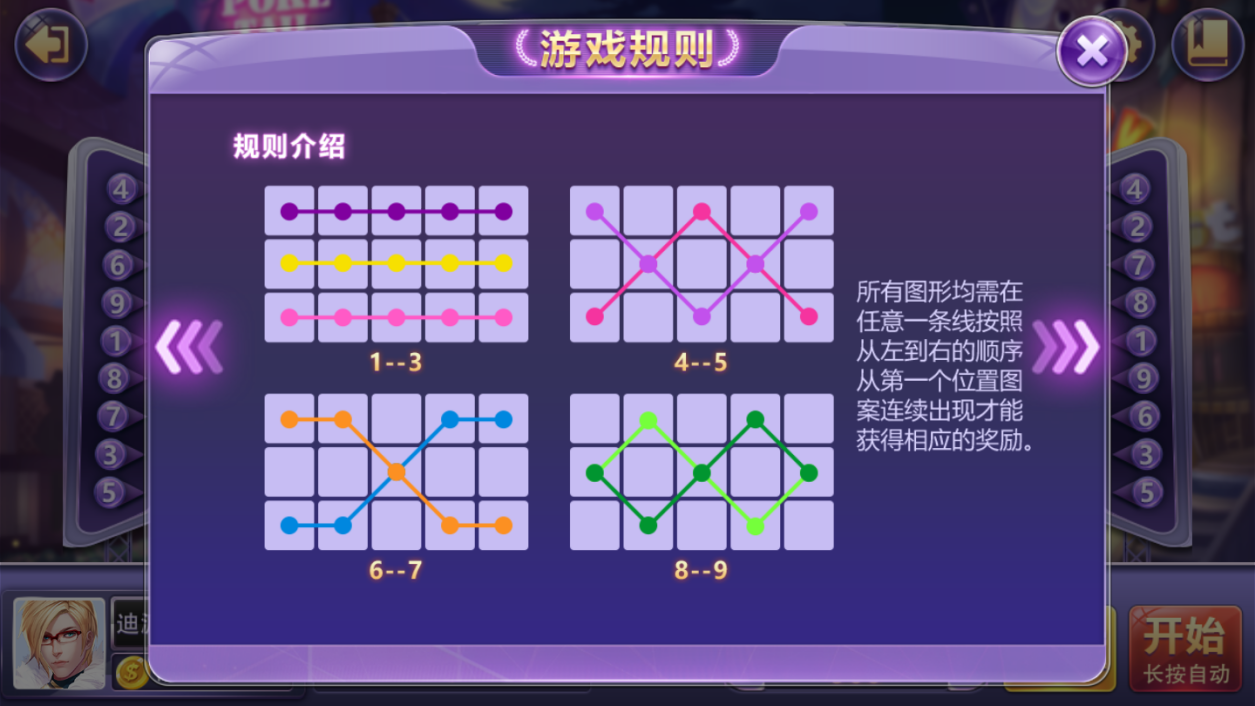 POKE
游戏规则
规则介绍
4
2
6
9
1
8
7
3
5
1--3
4--5
6--7
8--9
所有图形均需在
任意一条线按照
从左到右的顺序
从第一个位置图
案连续出现才能
获得相应的奖励。
4
2
7
8
1
9
6
3
5
迪
$
开始
长按自动